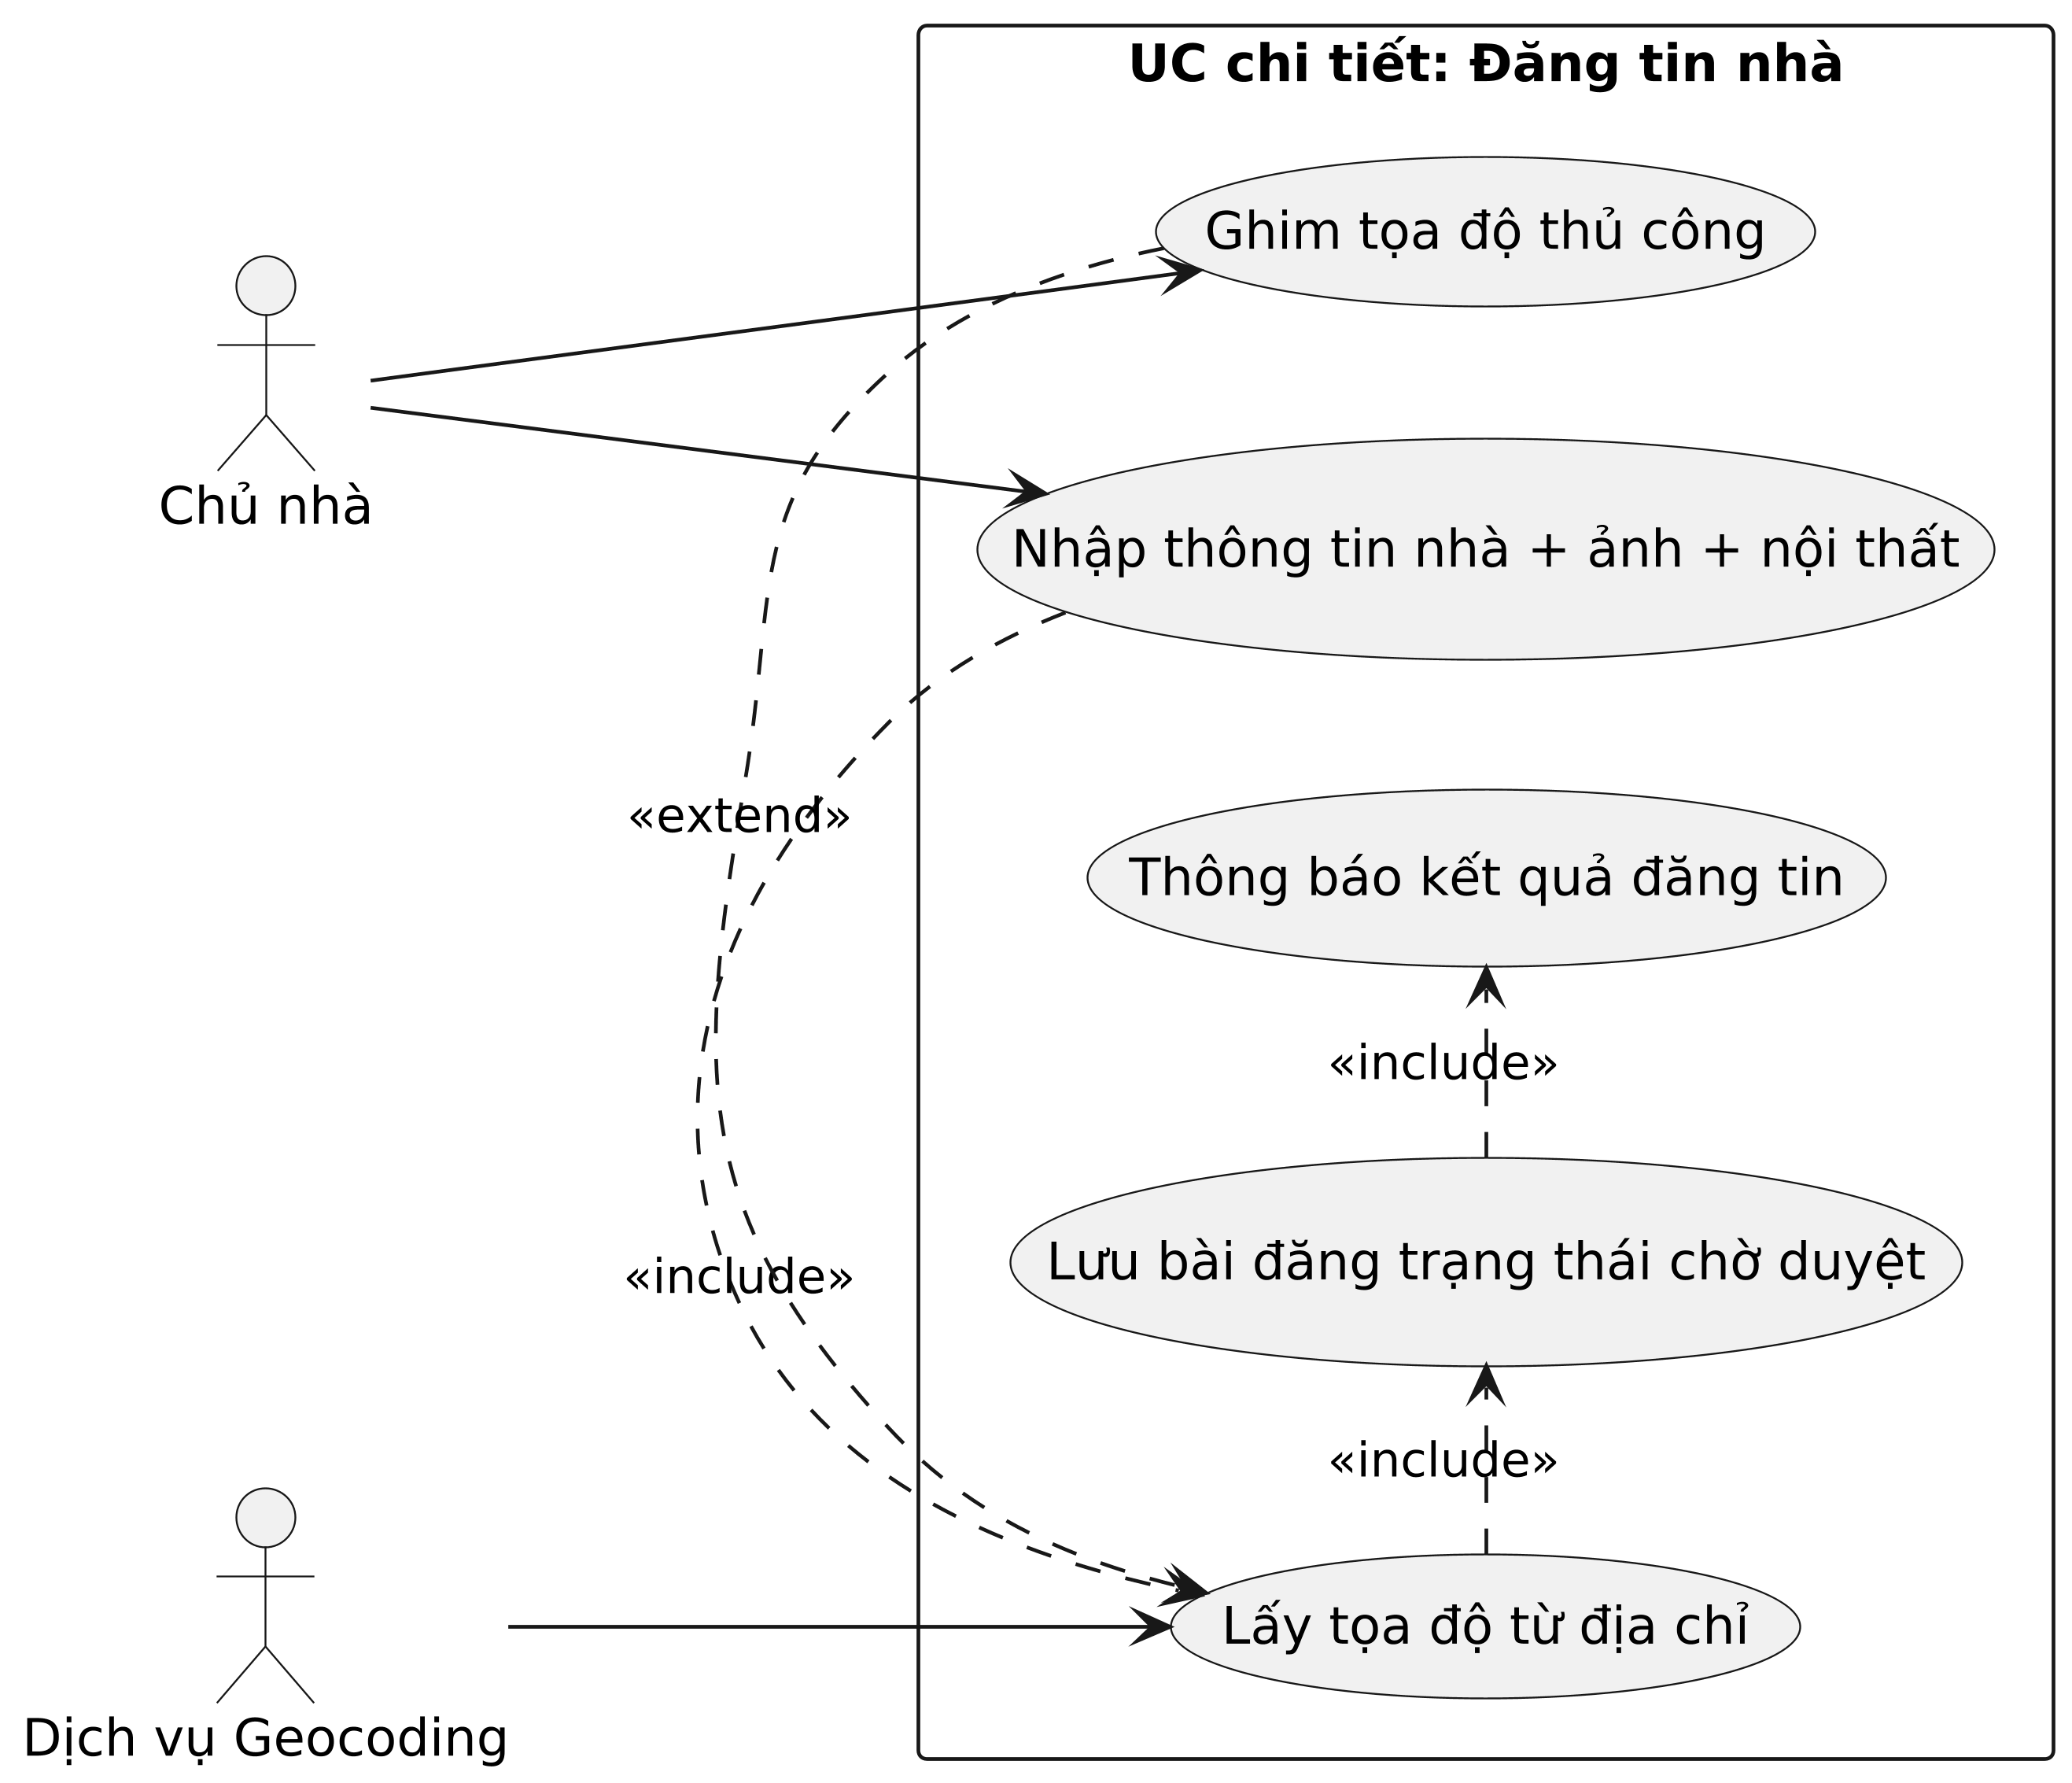 UC chi tiết: Đăng tin nhà
Ghim tọa độ thủ công
Chủ nhà
Nhập thông tin nhà + ảnh + nội thất
«extend»
Thông báo kết quả đăng tin
«include»
Lưu bài đăng trạng thái chờ duyệt
«include»
«include»
Lấy tọa độ từ địa chỉ
Dịch vụ Geocoding